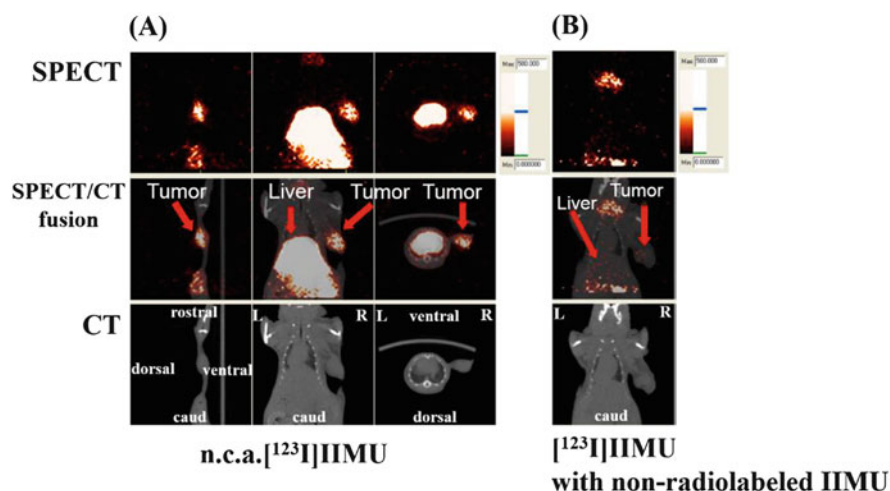 (A) (B)
SPECT
Max 580.000
Min 0.000000
Max 580.000
Min 0.000000
SPECT/CT
fusion
Tumor Liver Tumor Tumor
Liver Tumor
CT
rostral
dorsal ventral
caud
L R
caud
L ventral R
dorsal
L R
caud
n.c.a.[¹²³I]IIMU
[¹²³I]IIMU
with non-radiolabeled IIMU